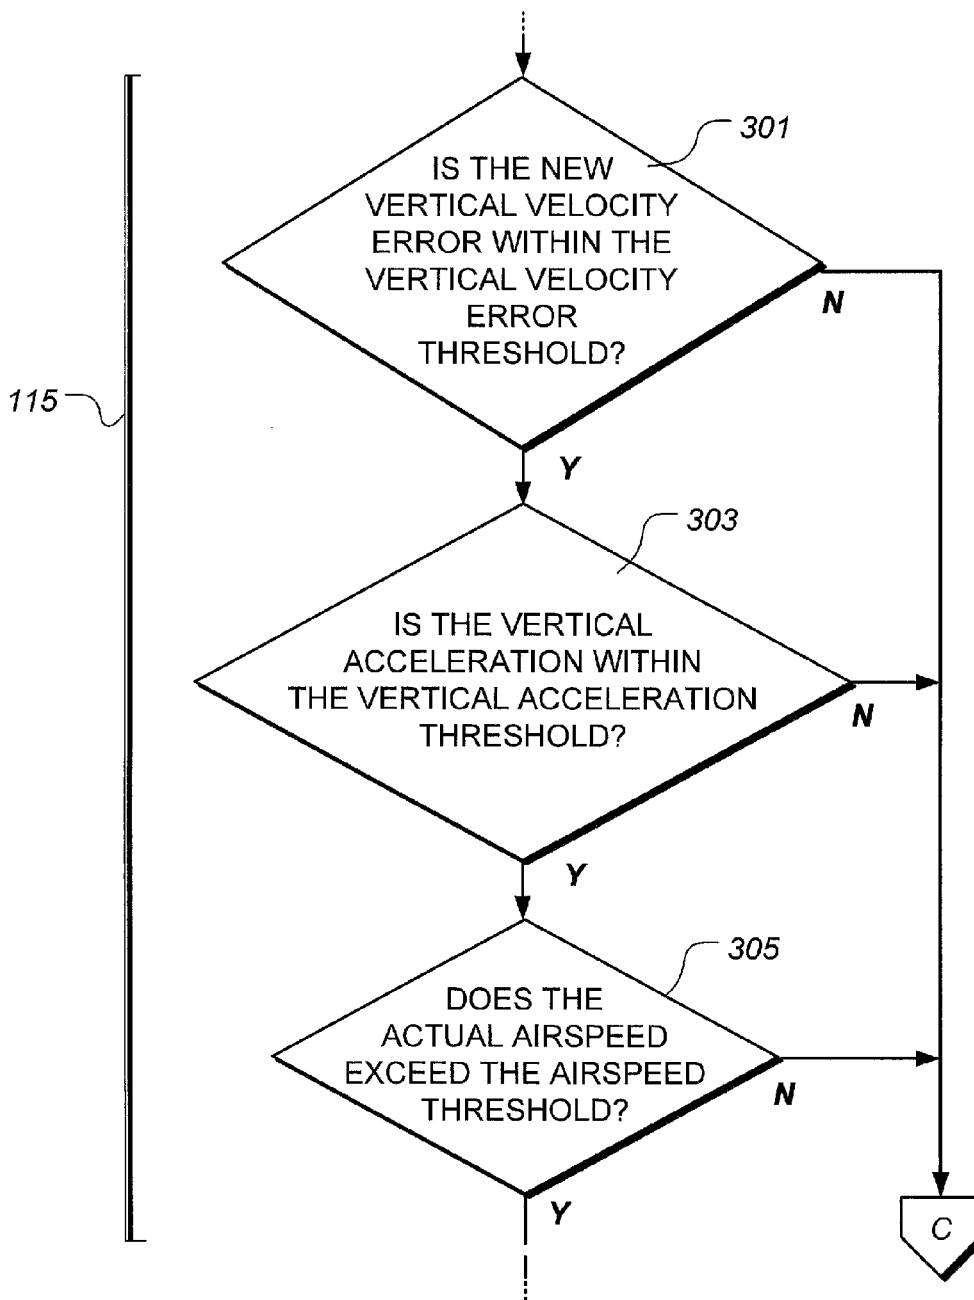 301
IS THE NEW
VERTICAL VELOCITY
ERROR WITHIN THE
VERTICAL VELOCITY
ERROR
THRESHOLD?
N
115
Y
303
IS THE VERTICAL
ACCELERATION WITHIN
THE VERTICAL ACCELERATION
THRESHOLD?
N
Y
305
DOES THE
ACTUAL AIRSPEED
EXCEED THE AIRSPEED
THRESHOLD?
N
Y
C